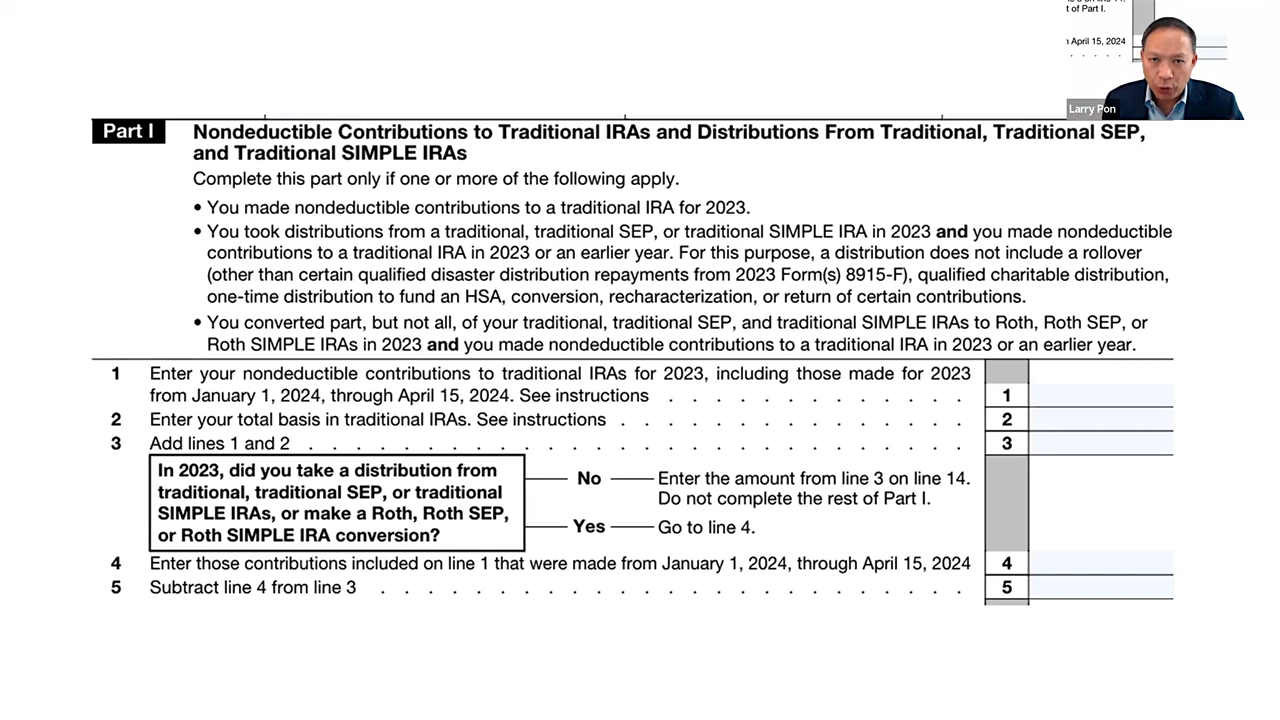 t of Part I.
April 15, 2024
Larry Pon
Part I Nondeductible Contributions to Traditional IRAs and Distributions From Traditional, Traditional SEP,
and Traditional SIMPLE IRAs
Complete this part only if one or more of the following apply.
• You made nondeductible contributions to a traditional IRA for 2023.
• You took distributions from a traditional, traditional SEP, or traditional SIMPLE IRA in 2023 and you made nondeductible
contributions to a traditional IRA in 2023 or an earlier year. For this purpose, a distribution does not include a rollover
(other than certain qualified disaster distribution repayments from 2023 Form(s) 8915-F), qualified charitable distribution,
one-time distribution to fund an HSA, conversion, recharacterization, or return of certain contributions.
• You converted part, but not all, of your traditional, traditional SEP, and traditional SIMPLE IRAs to Roth, Roth SEP, or
Roth SIMPLE IRAs in 2023 and you made nondeductible contributions to a traditional IRA in 2023 or an earlier year.
1 Enter your nondeductible contributions to traditional IRAs for 2023, including those made for 2023
from January 1, 2024, through April 15, 2024. See instructions . . . . . . . . . . . . . 1
2 Enter your total basis in traditional IRAs. See instructions . . . . . . . . . . . . . . . 2
3 Add lines 1 and 2 . . . . . . . . . . . . . . . . . . . . . . . . . . . . 3
In 2023, did you take a distribution from
traditional, traditional SEP, or traditional
SIMPLE IRAs, or make a Roth, Roth SEP,
or Roth SIMPLE IRA conversion?
No Enter the amount from line 3 on line 14.
Do not complete the rest of Part I.
Yes Go to line 4.
4 Enter those contributions included on line 1 that were made from January 1, 2024, through April 15, 2024 4
5 Subtract line 4 from line 3 . . . . . . . . . . . . . . . . . . . . . . . . . 5